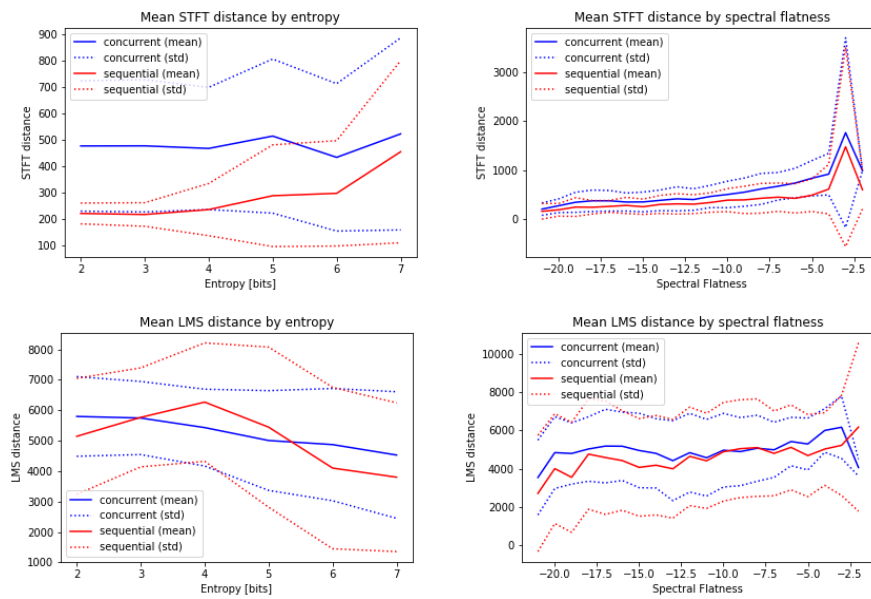 Mean STFT distance by entropy
900
800
700
600
500
400
300
200
100
STFT distance
concurrent (mean)
concurrent (std)
sequential (mean)
sequential (std)
2 3 4 5 6 7
Entropy [bits]
Mean STFT distance by spectral flatness
3000
2000
1000
0
STFT distance
concurrent (mean)
concurrent (std)
sequential (mean)
sequential (std)
−20.0 −17.5 −15.0 −12.5 −10.0 −7.5 −5.0 −2.5
Spectral Flatness
Mean LMS distance by entropy
8000
7000
6000
5000
4000
3000
2000
1000
LMS distance
concurrent (mean)
concurrent (std)
sequential (mean)
sequential (std)
2 3 4 5 6 7
Entropy [bits]
Mean LMS distance by spectral flatness
10000
8000
6000
4000
2000
0
LMS distance
concurrent (mean)
concurrent (std)
sequential (mean)
sequential (std)
−20.0 −17.5 −15.0 −12.5 −10.0 −7.5 −5.0 −2.5
Spectral Flatness